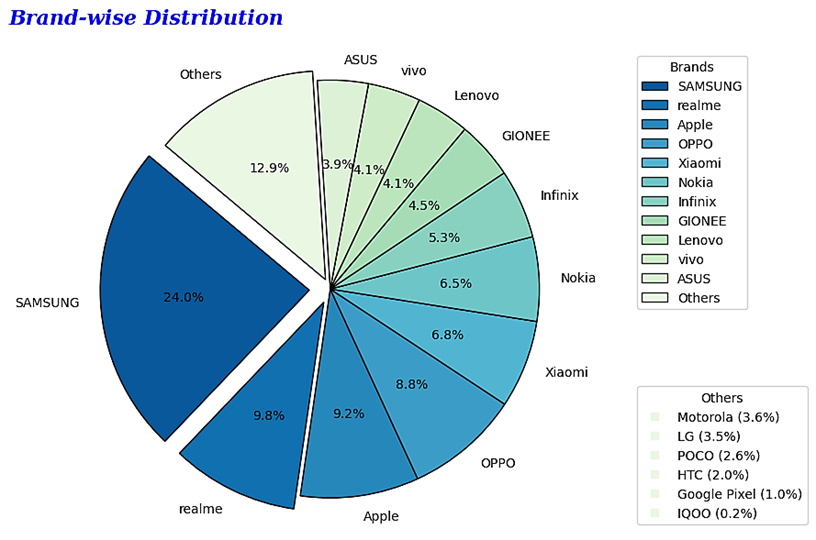 Brand-wise Distribution
Others
ASUS
vivo
Lenovo
GIONEE
Infinix
Nokia
Xiaomi
OPPO
Apple
realme
SAMSUNG
12.9%
3.9%
4.1%
4.1%
4.5%
5.3%
6.5%
6.8%
8.8%
9.2%
9.8%
24.0%
Brands
SAMSUNG
realme
Apple
OPPO
Xiaomi
Nokia
Infinix
GIONEE
Lenovo
vivo
ASUS
Others
Others
Motorola (3.6%)
LG (3.5%)
POCO (2.6%)
HTC (2.0%)
Google Pixel (1.0%)
IQOO (0.2%)